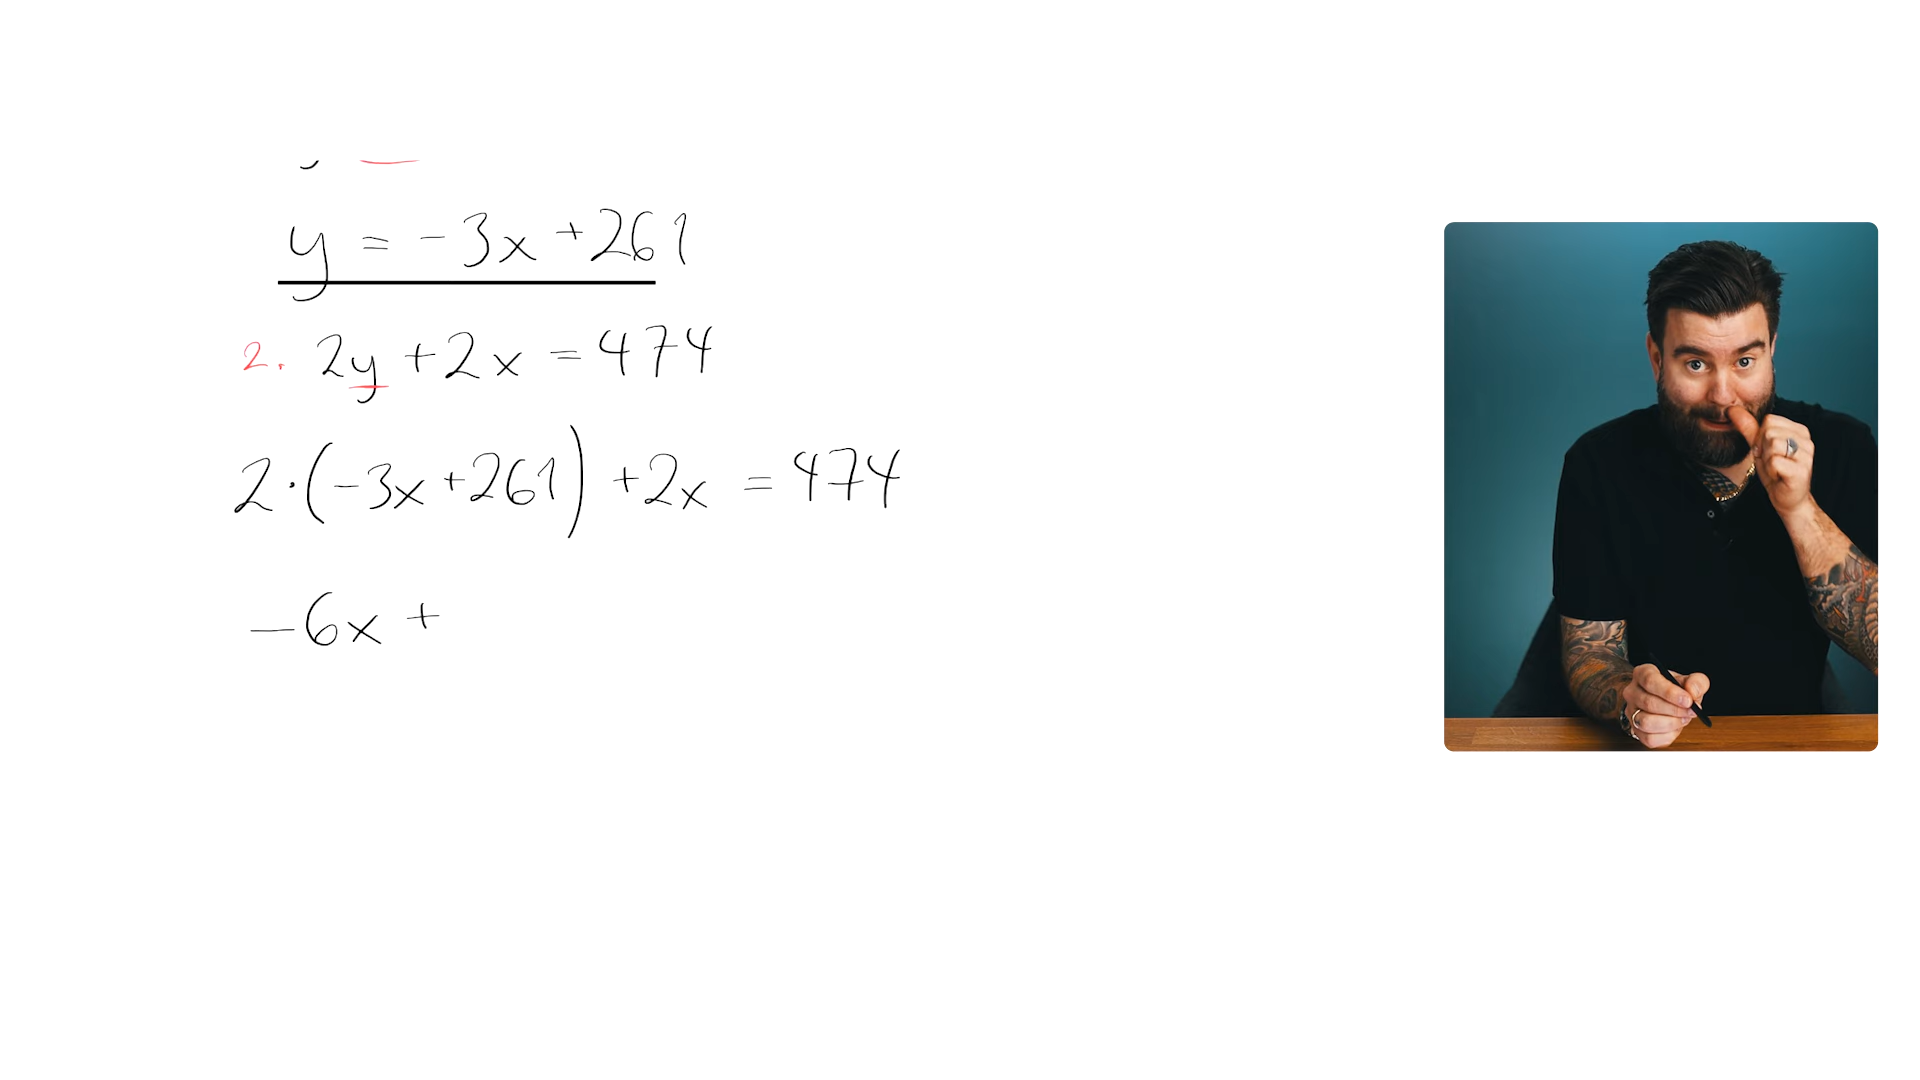 y = -3x +261
2. 2y +2x = 474
2·(-3x +261) +2x = 474
-6x +